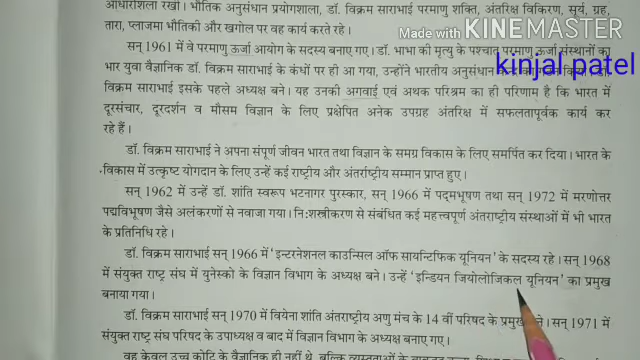 आधारशिला रखी। भौतिक अनुसंधान प्रयोगशाला, डॉ. विक्रम साराभाई परमाणु शक्ति, अंतरिक्ष विकिरण, सूर्य, ग्रह,
तारा, प्लाजमा भौतिकी और खगोल पर वह कार्य करते रहे।
Made with KINEMASTER
kinjal patel
सन् 1961 में वे परमाणु ऊर्जा आयोग के सदस्य बनाए गए। डॉ. भाभा की मृत्यु के पश्चात् परमाणु ऊर्जा संस्थानों का
भार युवा वैज्ञानिक डॉ. विक्रम साराभाई के कंधों पर ही आ गया, उन्होंने भारतीय अनुसंधान
विक्रम साराभाई इसके पहले अध्यक्ष बने। यह उनकी अगवाई एवं अथक परिश्रम का ही परिणाम है कि भारत में
दूरसंचार, दूरदर्शन व मौसम विज्ञान के लिए प्रक्षेपित अनेक उपग्रह अंतरिक्ष में सफलतापूर्वक कार्य कर
रहे हैं।
डॉ. विक्रम साराभाई ने अपना संपूर्ण जीवन भारत तथा विज्ञान के समग्र विकास के लिए समर्पित कर दिया। भारत के
विकास में उत्कृष्ट योगदान के लिए उन्हें कई राष्ट्रीय और अंतर्राष्ट्रीय सम्मान प्राप्त हुए।
सन् 1962 में उन्हें डॉ. शांति स्वरूप भटनागर पुरस्कार, सन् 1966 में पद्मभूषण तथा सन् 1972 में मरणोत्तर
पद्मविभूषण जैसे अलंकरणों से नवाजा गया। निःशस्त्रीकरण से संबंधित कई महत्त्वपूर्ण अंतराष्ट्रीय संस्थाओं में भी भारत
के प्रतिनिधि रहे।
डॉ. विक्रम साराभाई सन् 1966 में 'इन्टरनेशनल काउन्सिल ऑफ सायन्टिफिक यूनियन' के सदस्य रहे। सन् 1968
में संयुक्त राष्ट्र संघ में युनेस्को के विज्ञान विभाग के अध्यक्ष बने। उन्हें 'इन्डियन जियोलोजिकल यूनियन' का प्रमुख
बनाया गया।
डॉ. विक्रम साराभाई सन् 1970 में वियेना शांति अंतराष्ट्रीय अणु मंच के 14 वीं परिषद के प्रमुख बने। सन् 1971 में
संयुक्त राष्ट्र संघ परिषद के उपाध्यक्ष व बाद में विज्ञान विभाग के अध्यक्ष बनाए गए।
वह केवल उच्च कोटि के वैज्ञानिक ही नहीं थे, बल्कि